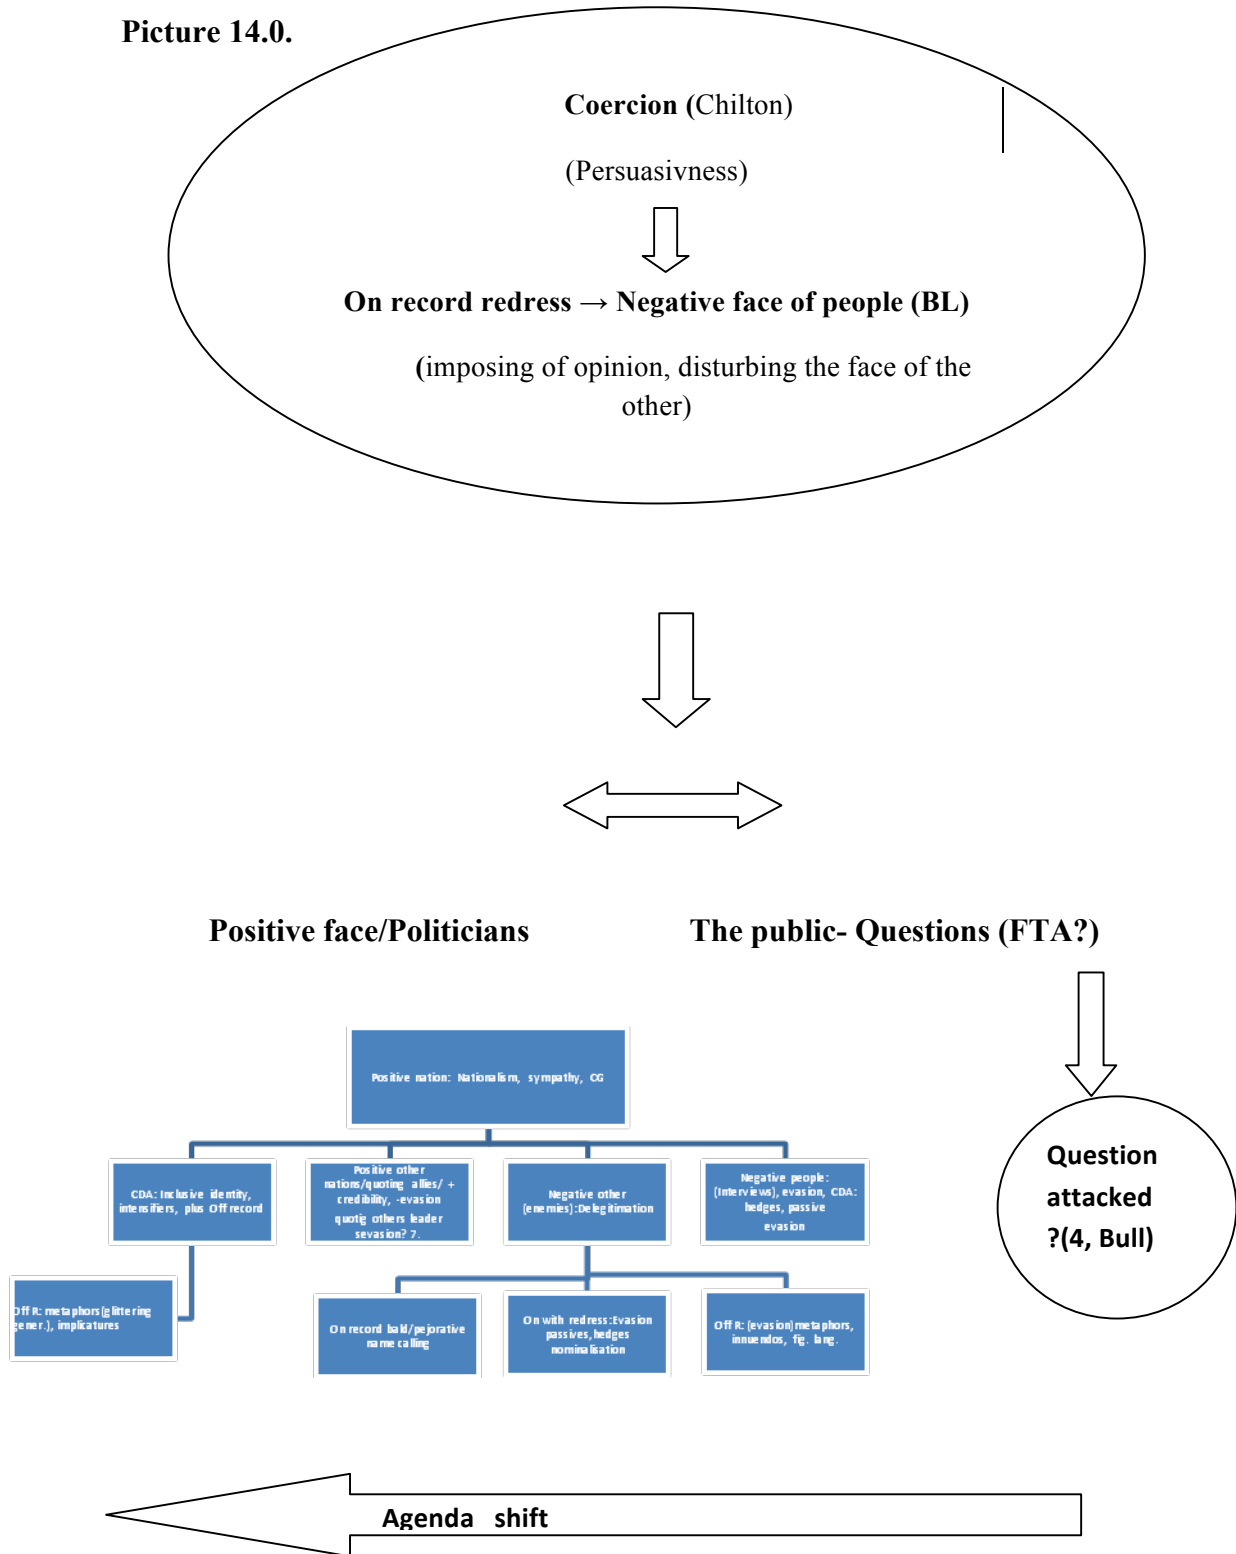 Picture 14.0.
Coercion (Chilton)
(Persuasivness)
On record redress → Negative face of people (BL)
(imposing of opinion, disturbing the face of the
other)
Positive face/Politicians
The public- Questions (FTA?)
Positive nation: Nationalism, sympathy, CG
CDA: Inclusive identity,
intensifiers, plus Off record
Positive other
nations/quoting allies/ +
credibility, -evasion
quotig others leader
sevasion? 7.
Negative other
(enemies):Delegitimation
Negative people:
(Interviews), evasion, CDA:
hedges, passive
evasion
Off R: metaphors(glittering
gener.), implicatures
On record bald/pejorative
name calling
On with redress:Evasion
passives, hedges
nominalisation
Off R: (evasion)metaphors,
innuendos, fig. lang.
Question
attacked
?(4, Bull)
Agenda shift